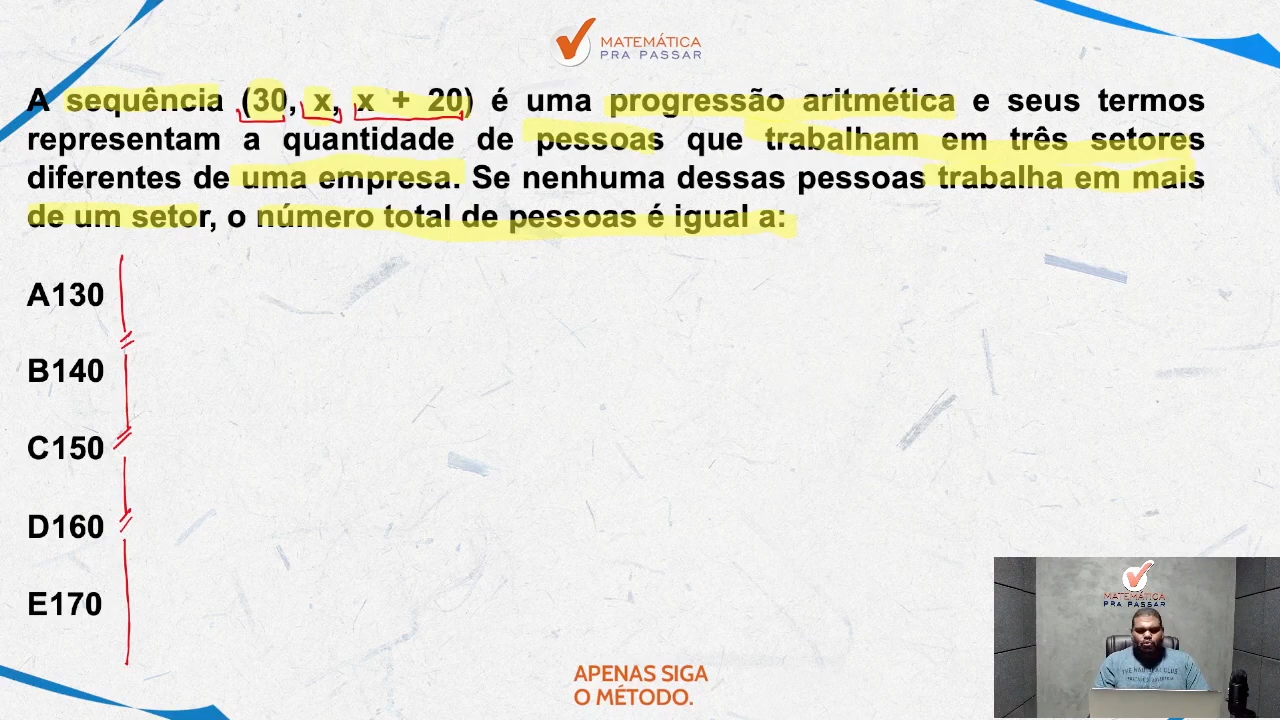 MATEMÁTICA
PRA PASSAR
A sequência (30, x, x + 20) é uma progressão aritmética e seus termos
representam a quantidade de pessoas que trabalham em três setores
diferentes de uma empresa. Se nenhuma dessas pessoas trabalha em mais
de um setor, o número total de pessoas é igual a:
A130
B140
C150
D160
E170
MATEMÁTICA
PRA PASSAR
APENAS SIGA
O MÉTODO.